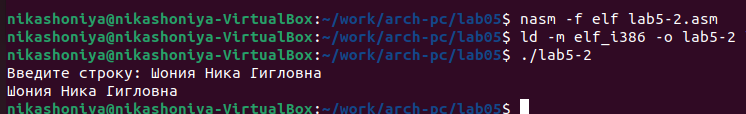 nikashoniya@nikashoniya-VirtualBox:~/work/arch-pc/lab05$ nasm -f elf lab5-2.asm
nikashoniya@nikashoniya-VirtualBox:~/work/arch-pc/lab05$ ld -m elf_i386 -o lab5-2
nikashoniya@nikashoniya-VirtualBox:~/work/arch-pc/lab05$ ./lab5-2
Введите строку: Шония Ника Гигловна
Шония Ника Гигловна
nikashoniya@nikashoniya-VirtualBox:~/work/arch-pc/lab05$